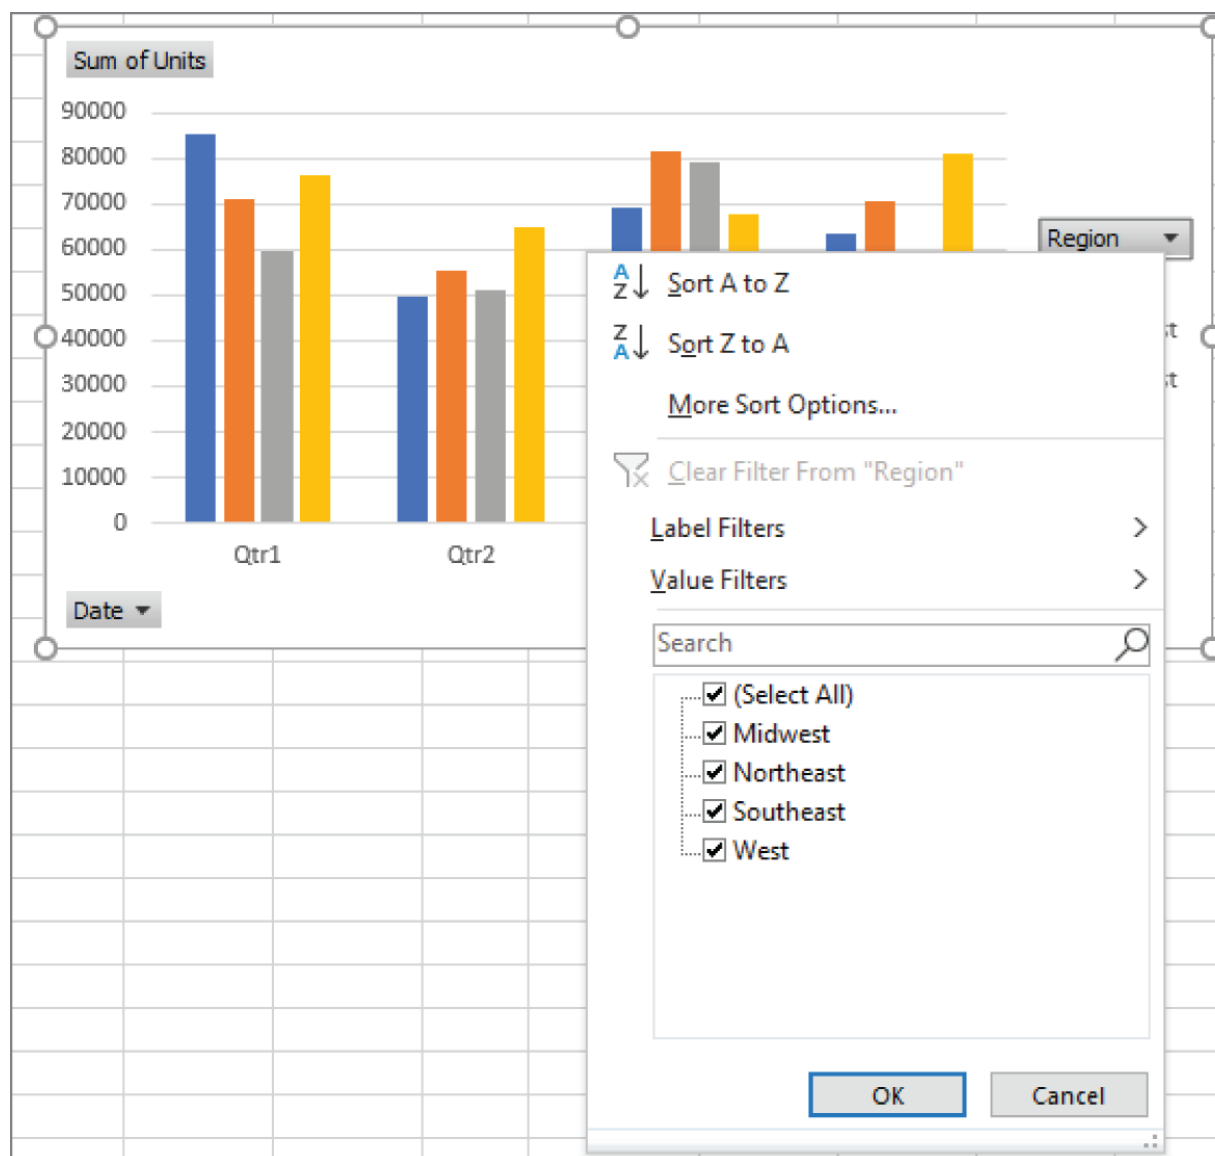 Sum of Units
90000
80000
70000
60000
50000
40000
30000
20000
10000
0
Qtr1
Qtr2
Date
Region
st
st
A
Z
Sort A to Z
Z
A
Sort Z to A
More Sort Options...
Clear Filter From "Region"
Label Filters
Value Filters
Search
(Select All)
Midwest
Northeast
Southeast
West
OK
Cancel